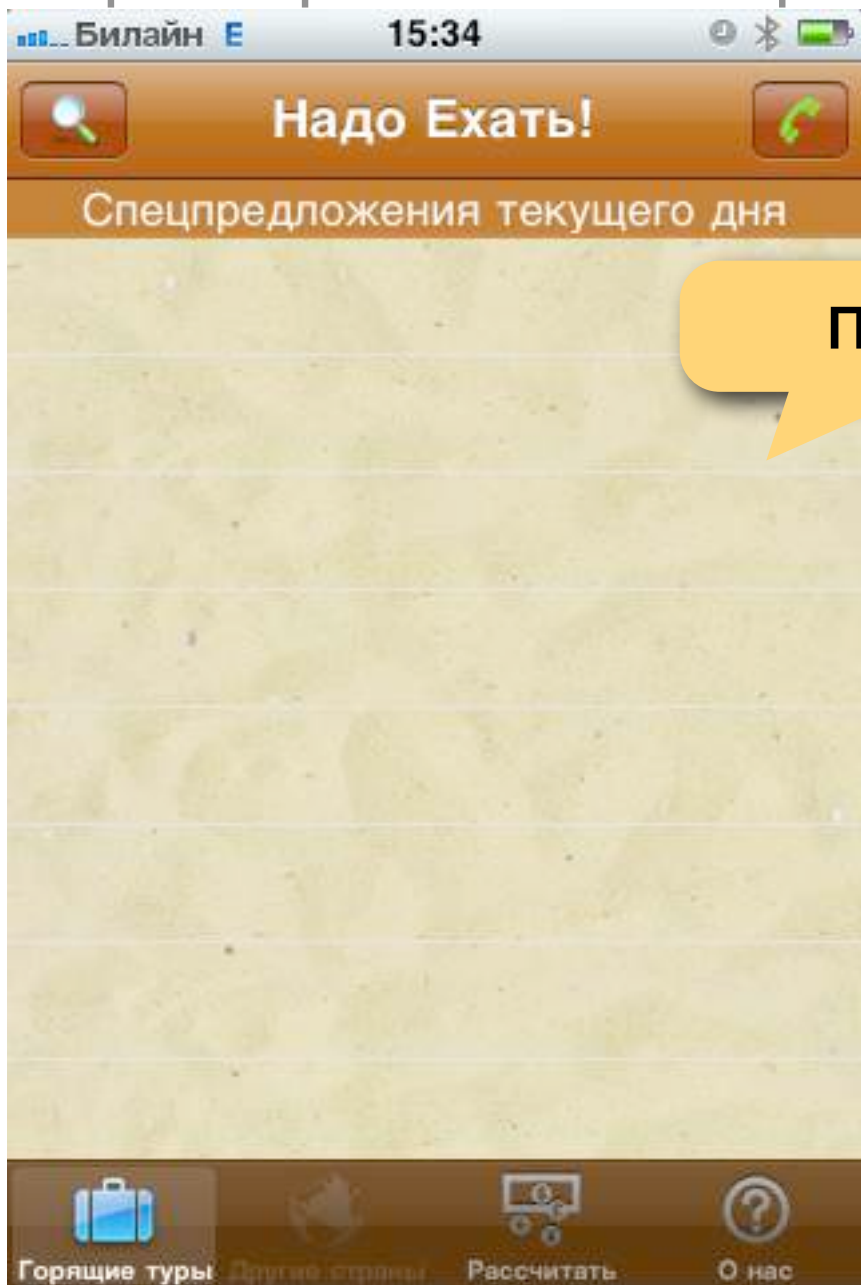 Билайн E 15:34
Надо Ехать!
Спецпредложения текущего дня
П
Горящие туры Другие страны Рассчитать О нас